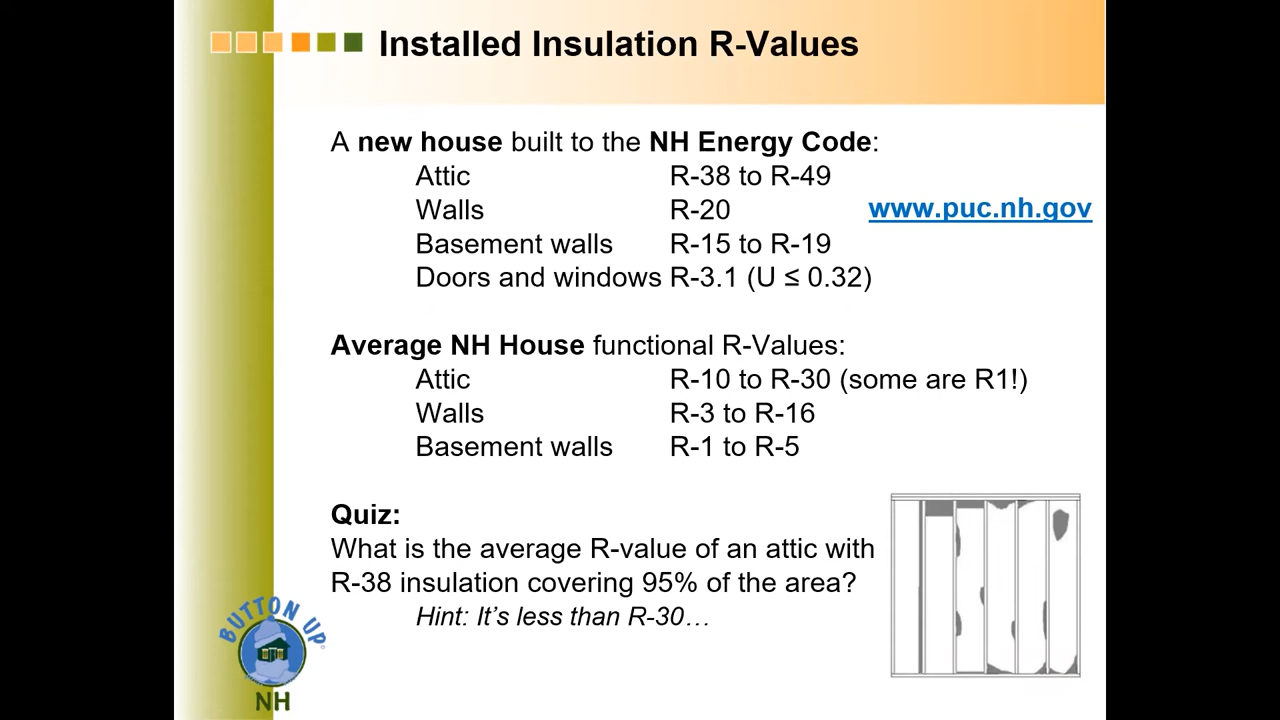 Installed Insulation R-Values
A new house built to the NH Energy Code:
Attic R-38 to R-49
Walls R-20 www.puc.nh.gov
Basement walls R-15 to R-19
Doors and windows R-3.1 (U ≤ 0.32)
Average NH House functional R-Values:
Attic R-10 to R-30 (some are R1!)
Walls R-3 to R-16
Basement walls R-1 to R-5
Quiz:
What is the average R-value of an attic with
R-38 insulation covering 95% of the area?
Hint: It's less than R-30…
BUTTON UP
NH